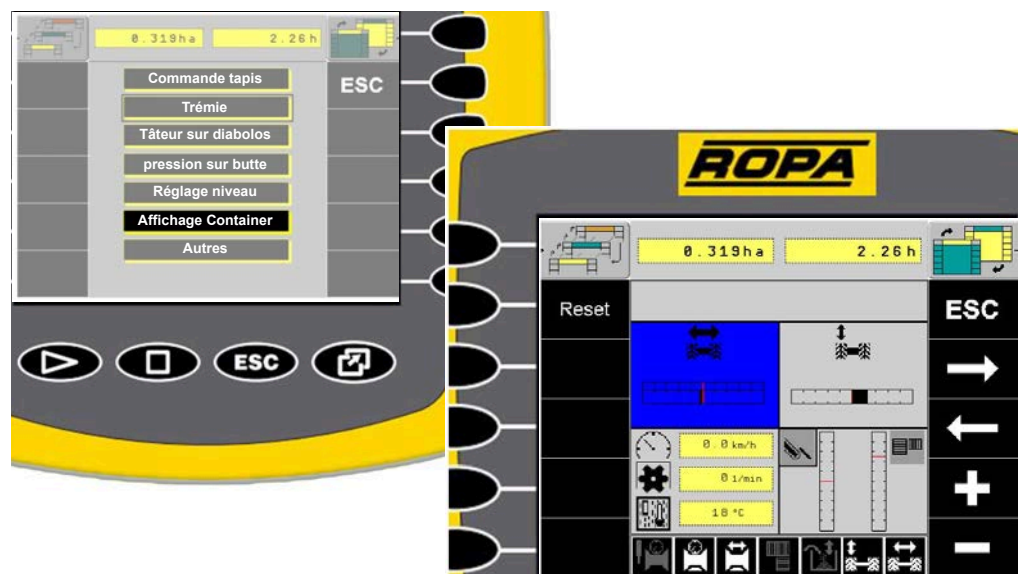 0.319ha 2.26h
Commande tapis
ESC
Trémie
Tâteur sur diabolos
pression sur butte
Réglage niveau
Affichage Container
Autres
ESC
ROPA
0.319ha 2.26h
Reset
ESC
0.0 km/h
0 1/min
18 °C